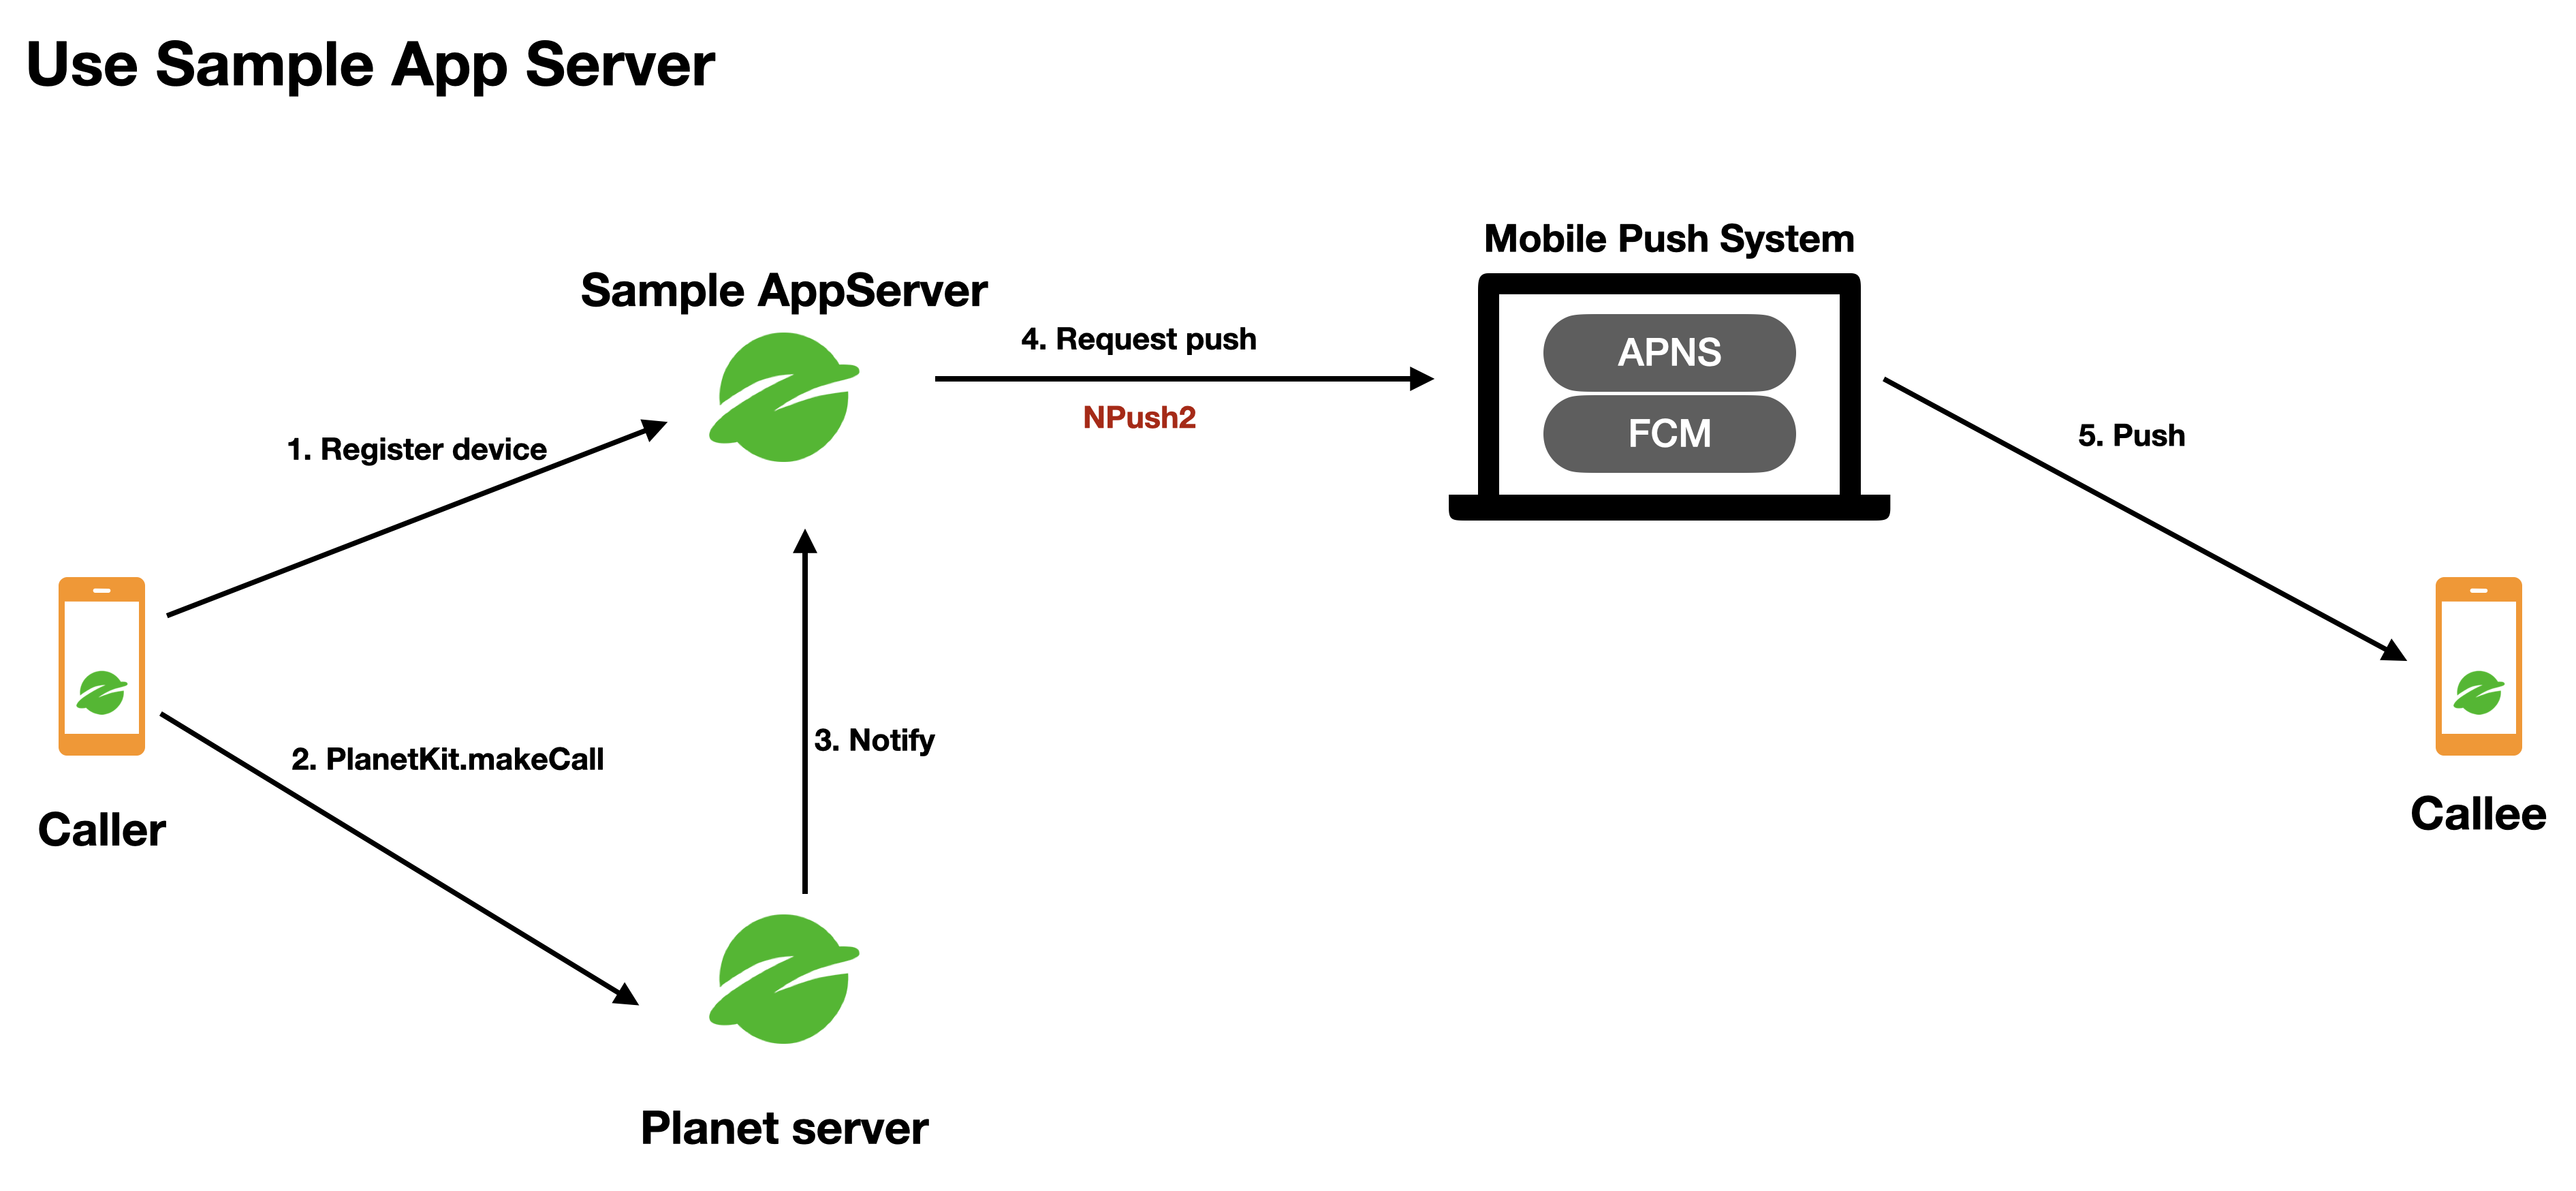 Use Sample App Server
Mobile Push System
Sample AppServer
4. Request push
APNS
NPush2
FCM
5. Push
1. Register device
3. Notify
2. PlanetKit.makeCall
Caller
Callee
Planet server